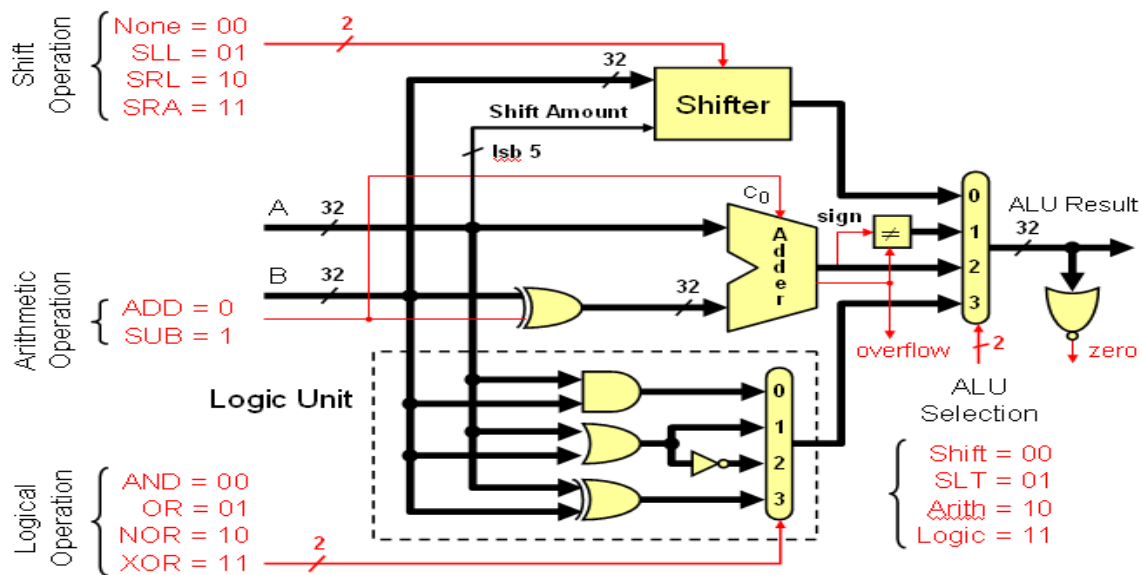 Shift Operation
None = 00
SLL = 01
SRL = 10
SRA = 11
2
32
Shifter
Shift Amount
lsb 5
A
32
B
32
c0
Adder
32
sign
≠
overflow
0
1
2
3
ALU Result
32
zero
2
ALU
Selection
Shift = 00
SLT = 01
Arith = 10
Logic = 11
Arithmetic Operation
ADD = 0
SUB = 1
Logic Unit
0
1
2
3
Logical Operation
AND = 00
OR = 01
NOR = 10
XOR = 11
2